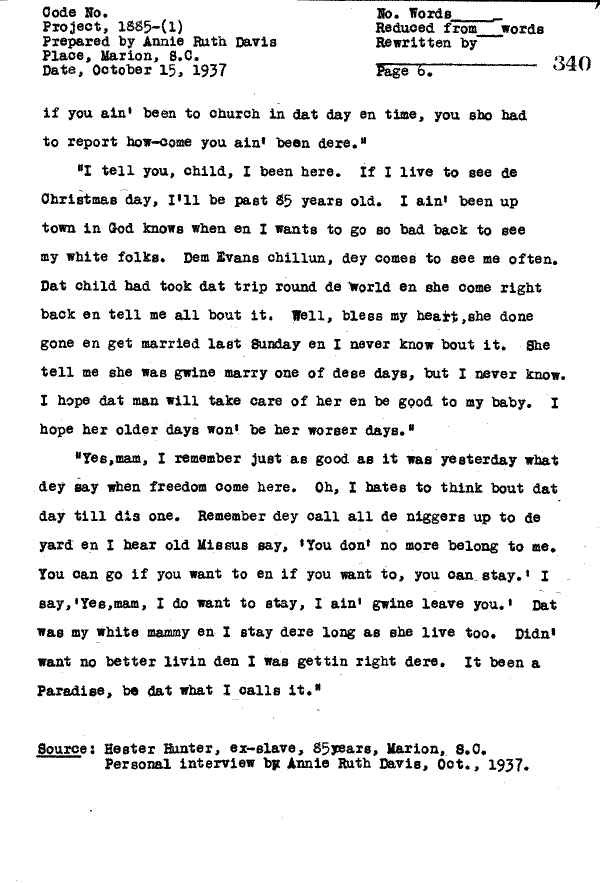 Code No. No. Words______
Project, 1885-(1) Reduced from___words
Prepared by Annie Ruth Davis Rewritten by
Place, Marion, S.C.
Date, October 15, 1937 Page 6. 340
if you ain' been to church in dat day en time, you sho had
to report how-come you ain' been dere."
"I tell you, child, I been here. If I live to see de
Christmas day, I'll be past 85 years old. I ain' been up
town in God knows when en I wants to go so bad back to see
my white folks. Dem Evans chillun, dey comes to see me often.
Dat child had took dat trip round de world en she come right
back en tell me all bout it. Well, bless my heart,she done
gone en get married last Sunday en I never know bout it. She
tell me she was gwine marry one of dese days, but I never know.
I hope dat man will take care of her en be good to my baby. I
hope her older days won' be her worser days."
"Yes,mam, I remember just as good as it was yesterday what
dey say when freedom come here. Oh, I hates to think bout dat
day till dis one. Remember dey call all de niggers up to de
yard en I hear old Missus say, 'You don' no more belong to me.
You can go if you want to en if you want to, you can stay.' I
say,'Yes,mam, I do want to stay, I ain' gwine leave you.' Dat
was my white mammy en I stay dere long as she live too. Didn'
want no better livin den I was gettin right dere. It been a
Paradise, be dat what I calls it."
Source: Hester Hunter, ex-slave, 85years, Marion, S.C.
Personal interview by Annie Ruth Davis, Oct., 1937.